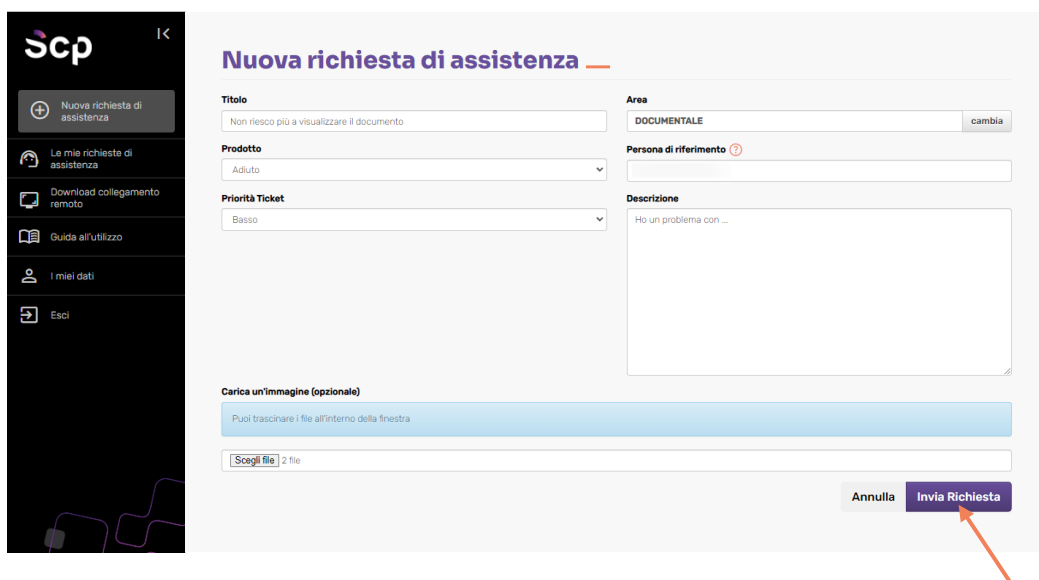 Scp
Nuova richiesta di
assistenza
Le mie richieste di
assistenza
Download collegamento
remoto
Guida all'utilizzo
I miei dati
Esci
Nuova richiesta di assistenza
Titolo
Non riesco più a visualizzare il documento
Area
DOCUMENTALE cambia
Prodotto
Adiuto
Persona di riferimento ?
Priorità Ticket
Basso
Descrizione
Ho un problema con ...
Carica un'immagine (opzionale)
Puoi trascinare i file all'interno della finestra
Scegli file 2 file
Annulla Invia Richiesta